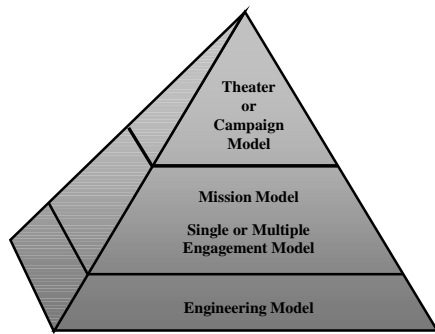 Theater
or
Campaign
Model
Mission Model
Single or Multiple
Engagement Model
Engineering Model